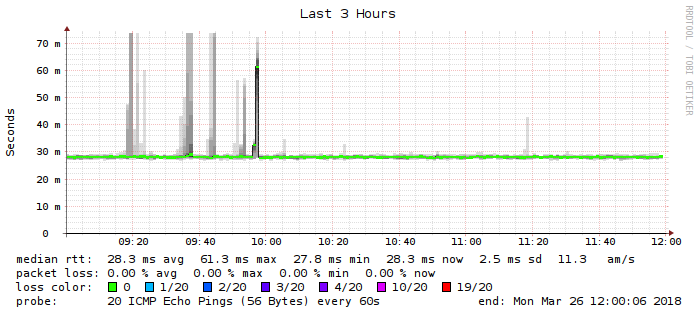 Last 3 Hours
RRDTOOL / TOBI OETIKER
Seconds
70 m
60 m
50 m
40 m
30 m
20 m
10 m
0
09:20 09:40 10:00 10:20 10:40 11:00 11:20 11:40 12:00
median rtt: 28.3 ms avg 61.3 ms max 27.8 ms min 28.3 ms now 2.5 ms sd 11.3 am/s
packet loss: 0.00 % avg 0.00 % max 0.00 % min 0.00 % now
loss color: 0 1/20 2/20 3/20 4/20 10/20 19/20
probe: 20 ICMP Echo Pings (56 Bytes) every 60s end: Mon Mar 26 12:00:06 2018